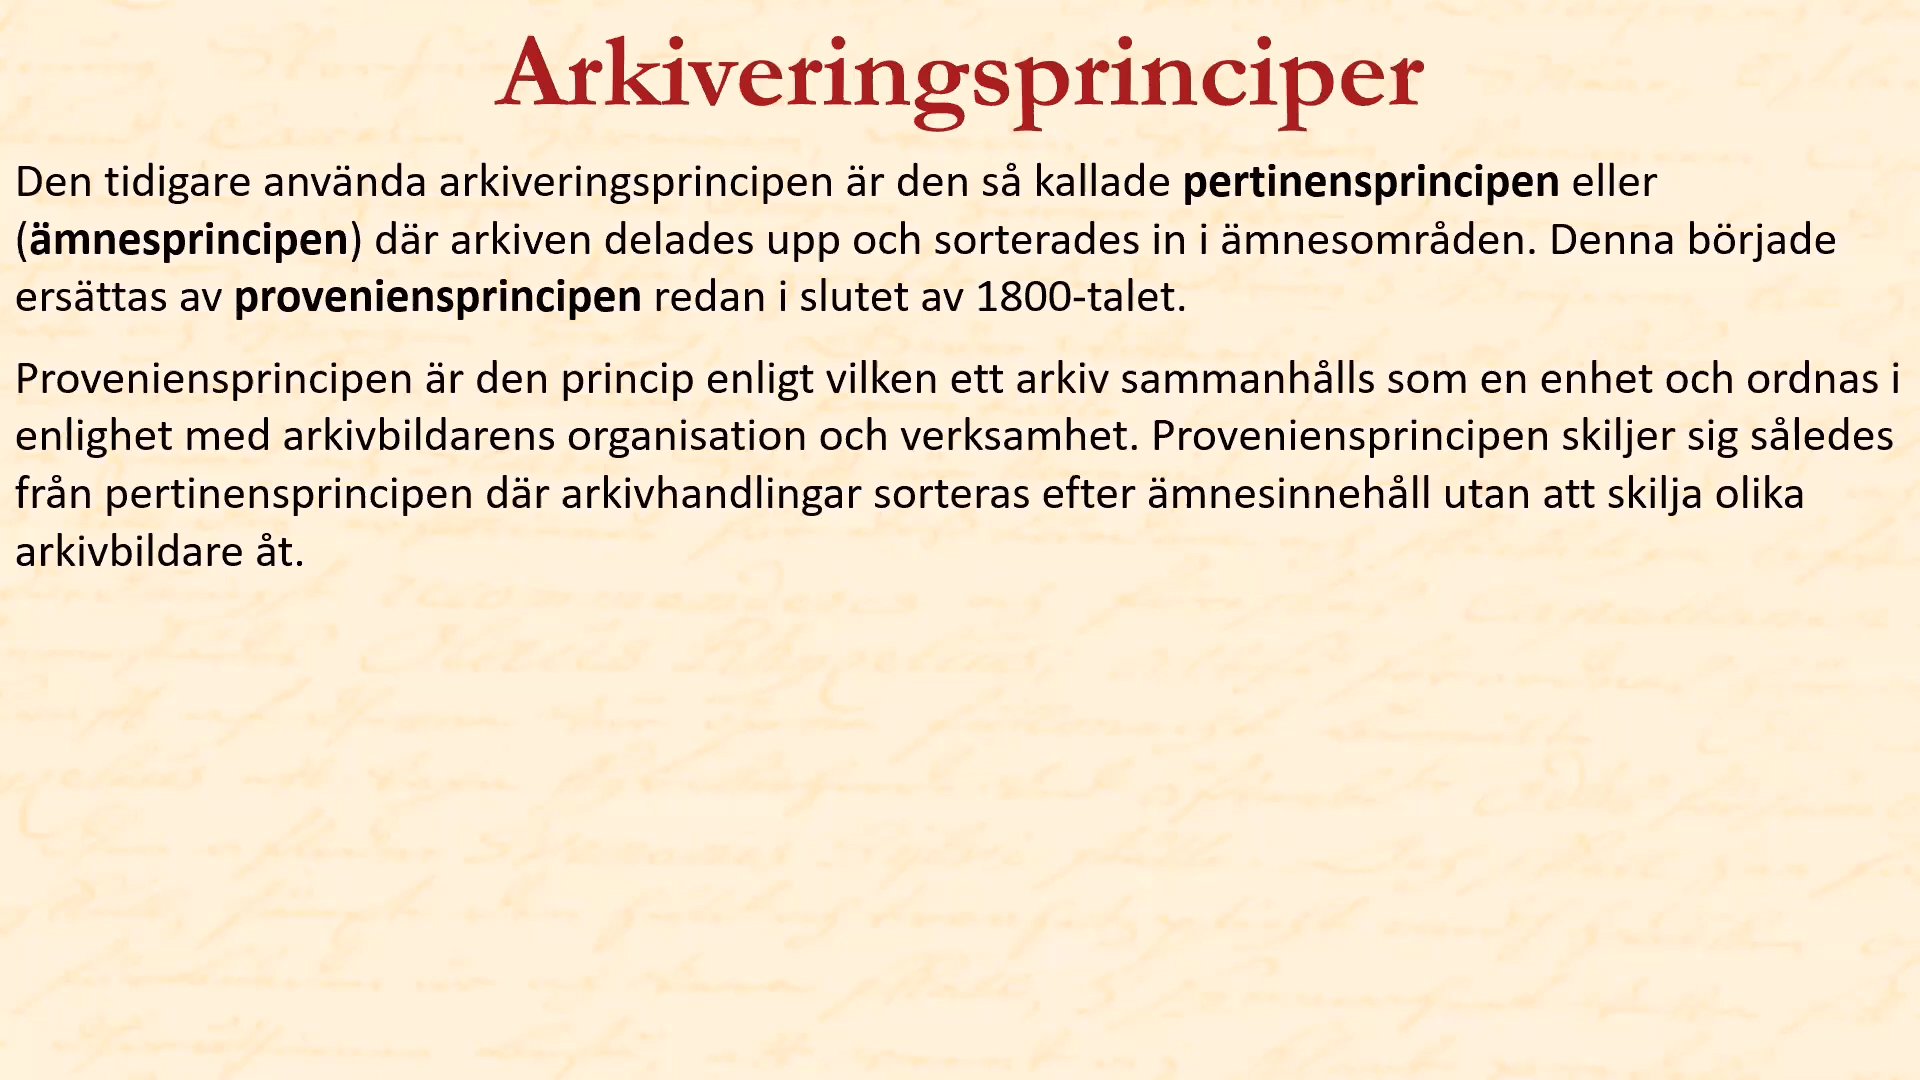 Arkiveringsprinciper
Den tidigare använda arkiveringsprincipen är den så kallade pertinensprincipen eller
(ämnesprincipen) där arkiven delades upp och sorterades in i ämnesområden. Denna började
ersättas av proveniensprincipen redan i slutet av 1800-talet.
Proveniensprincipen är den princip enligt vilken ett arkiv sammanhålls som en enhet och ordnas i
enlighet med arkivbildarens organisation och verksamhet. Proveniensprincipen skiljer sig således
från pertinensprincipen där arkivhandlingar sorteras efter ämnesinnehåll utan att skilja olika
arkivbildare åt.